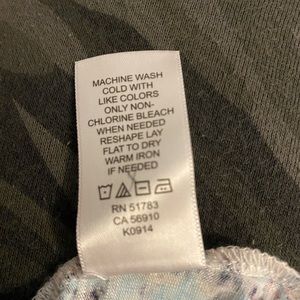 MACHINE WASH
COLD WITH
LIKE COLORS
ONLY NON-
CHLORINE BLEACH
WHEN NEEDED
RESHAPE LAY
FLAT TO DRY
WARM IRON
IF NEEDED
RN 51783
CA 56910
K0914